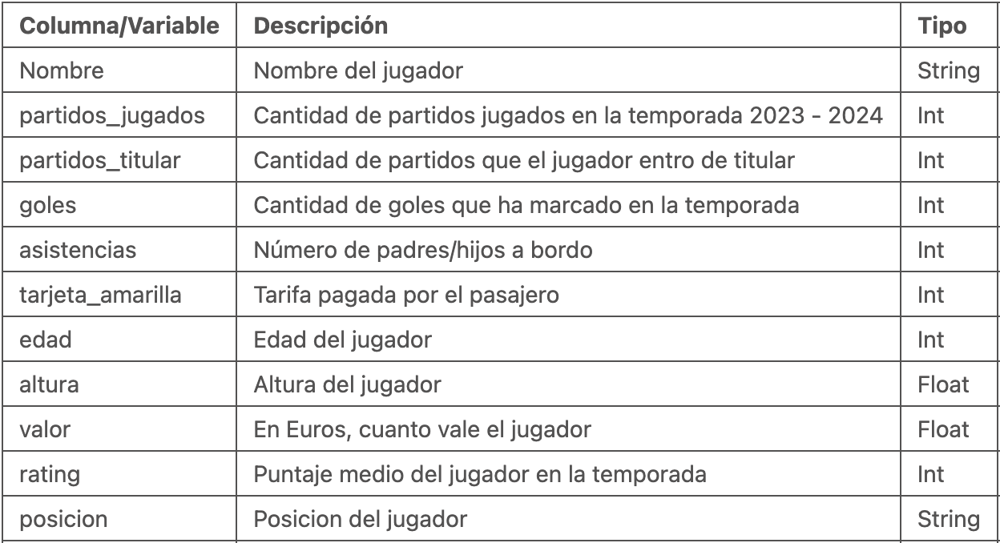 Columna/Variable Descripción Tipo
Nombre Nombre del jugador String
partidos_jugados Cantidad de partidos jugados en la temporada 2023 - 2024 Int
partidos_titular Cantidad de partidos que el jugador entro de titular Int
goles Cantidad de goles que ha marcado en la temporada Int
asistencias Número de padres/hijos a bordo Int
tarjeta_amarilla Tarifa pagada por el pasajero Int
edad Edad del jugador Int
altura Altura del jugador Float
valor En Euros, cuanto vale el jugador Float
rating Puntaje medio del jugador en la temporada Int
posicion Posicion del jugador String